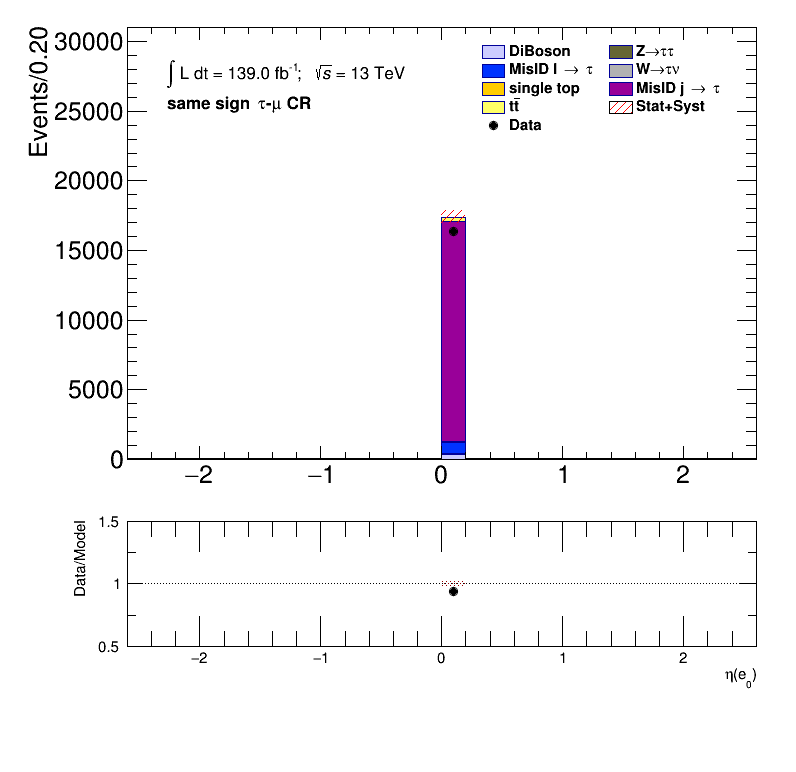 Events/0.20
30000
25000
20000
15000
10000
5000
0
∫ L dt = 139.0 fb⁻¹; √s = 13 TeV
same sign τ-μ CR
DiBoson
MisID l → τ
single top
tt̄
Data
Z→ττ
W→τν
MisID j → τ
Stat+Syst
−2 −1 0 1 2
Data/Model
1.5
1
0.5
−2 −1 0 1 2
η(e₀)